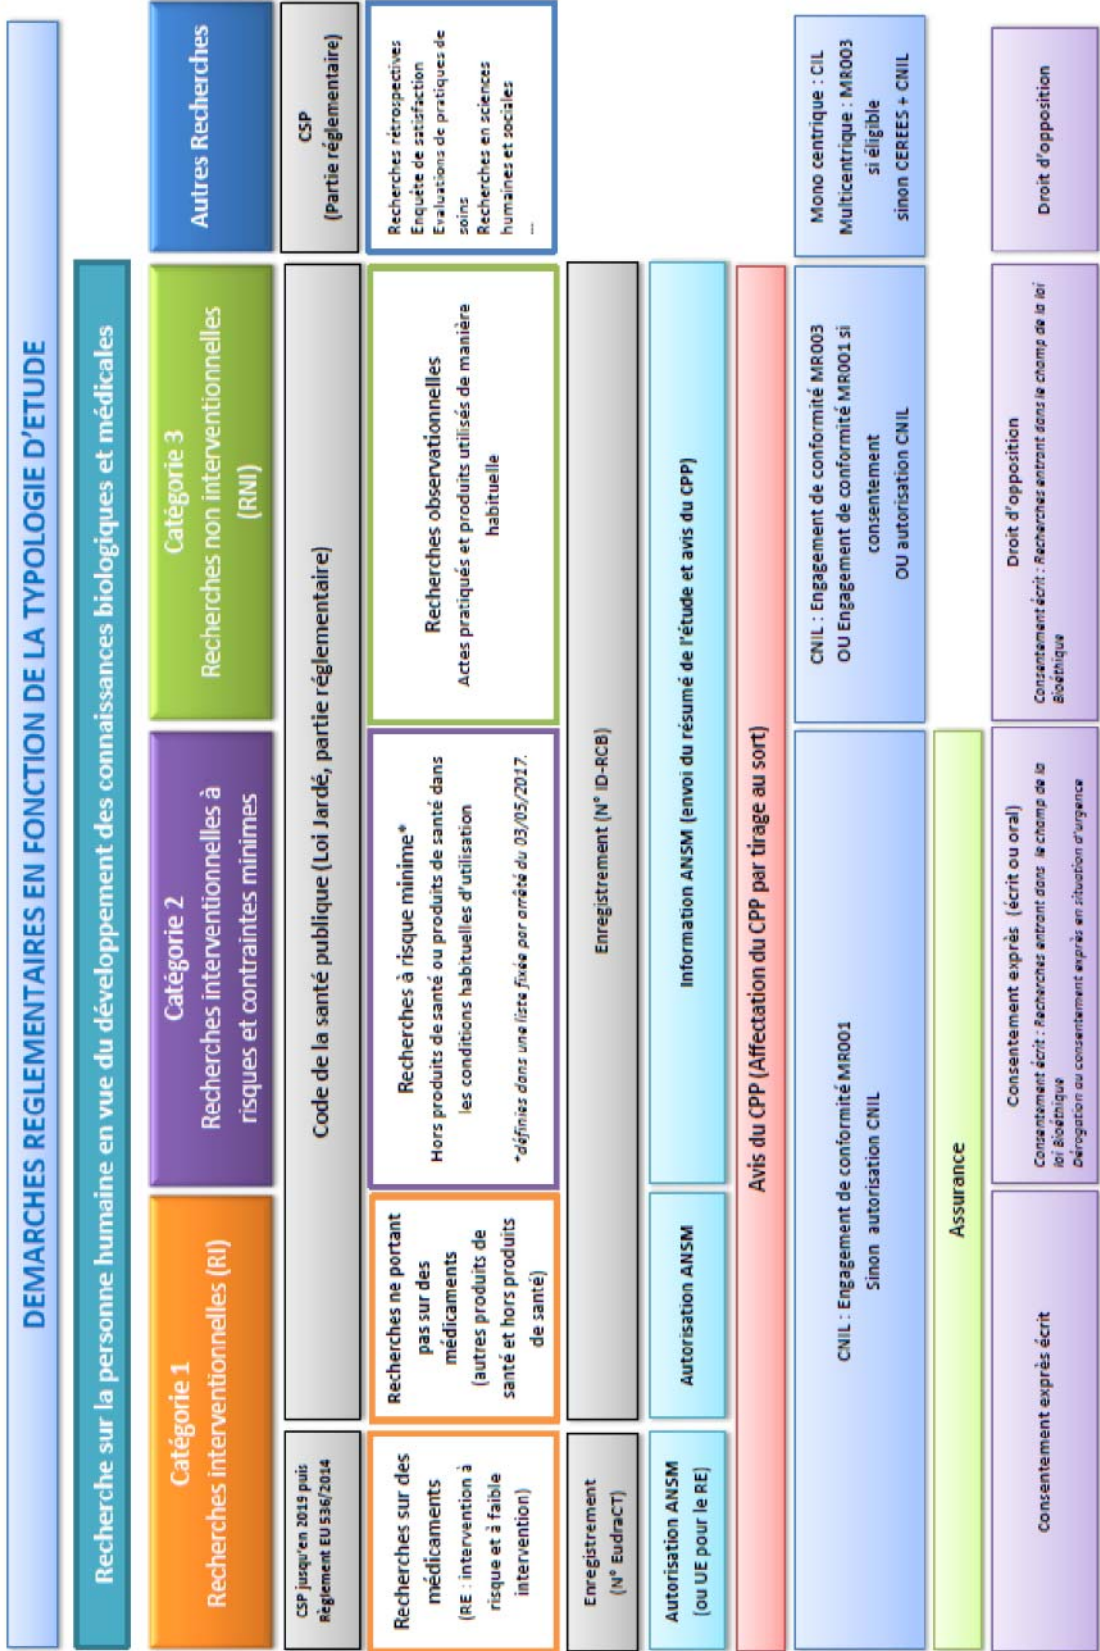 DEMARCHES REGLEMENTAIRES EN FONCTION DE LA TYPOLOGIE D'ETUDE
Recherche sur la personne humaine en vue du développement des connaissances biologiques et médicales
Catégorie 1
Recherches interventionnelles (RI)
Catégorie 2
Recherches interventionnelles à
risques et contraintes minimes
Catégorie 3
Recherches non interventionnelles
(RNI)
Autres Recherches
CSP jusqu'en 2019 puis
Règlement EU 536/2014
Code de la santé publique (Loi Jardé, partie réglementaire)
CSP
(Partie réglementaire)
Recherches sur des
médicaments
(RE : intervention à
risque et à faible
intervention)
Recherches ne portant
pas sur des
médicaments
(autres produits de
santé et hors produits
de santé)
Recherches à risque minime*
Hors produits de santé ou produits de santé dans
les conditions habituelles d'utilisation
*définies dans une liste fixée par arrêté du 03/05/2017.
Recherches observationnelles
Actes pratiqués et produits utilisés de manière
habituelle
Recherches rétrospectives
Enquête de satisfaction
Evaluations de pratiques de
soins
Recherches en sciences
humaines et sociales
...
Enregistrement
(N° EudraCT)
Enregistrement (N° ID-RCB)
Autorisation ANSM
(ou UE pour le RE)
Autorisation ANSM
Information ANSM (envoi du résumé de l'étude et avis du CPP)
Avis du CPP (Affectation du CPP par tirage au sort)
CNIL : Engagement de conformité MR001
Sinon autorisation CNIL
CNIL : Engagement de conformité MR003
OU Engagement de conformité MR001 si
consentement
OU autorisation CNIL
Mono centrique : CIL
Multicentrique : MR003
si éligible
sinon CEREES + CNIL
Assurance
Consentement exprès écrit
Consentement exprès (écrit ou oral)
Consentement écrit : Recherches entrant dans le champ de la
loi Bioéthique
Dérogation au consentement exprès en situation d'urgence
Droit d'opposition
Consentement écrit : Recherches entrant dans le champ de la loi
Bioéthique
Droit d'opposition